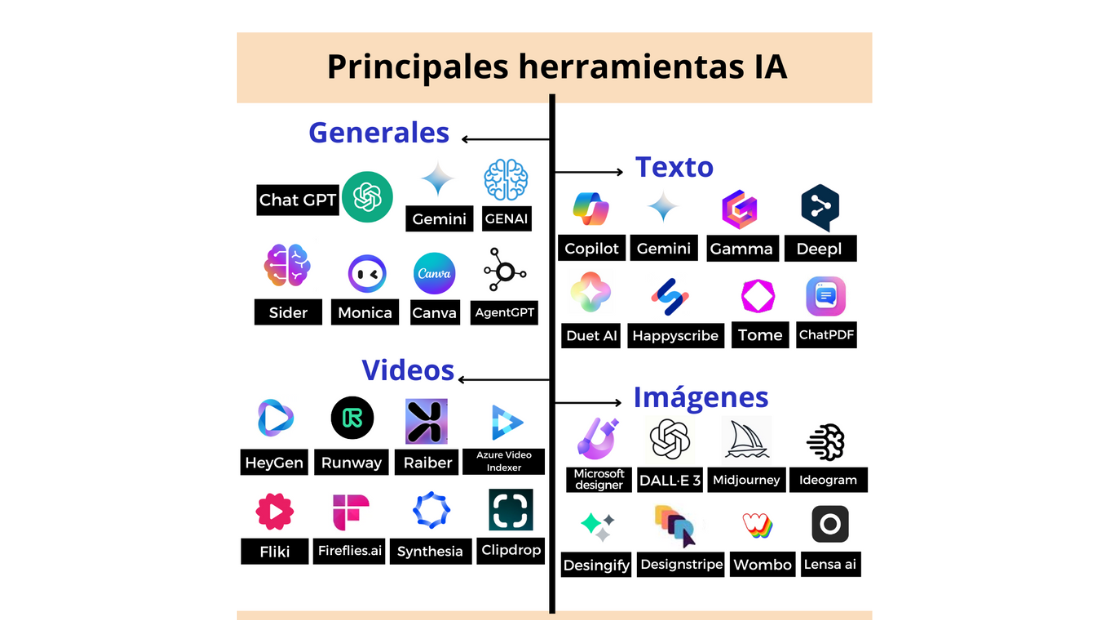 Principales herramientas IA
Generales
Chat GPT
Gemini
GENAI
Sider
Monica
Canva
Canva
AgentGPT
Texto
Copilot
Gemini
Gamma
Deepl
Duet AI
Happyscribe
Tome
ChatPDF
Videos
HeyGen
Runway
Raiber
Azure Video
Indexer
Fliki
Fireflies.ai
Synthesia
Clipdrop
Imágenes
Microsoft
designer
DALL·E 3
Midjourney
Ideogram
Desingify
Designstripe
Wombo
Lensa ai